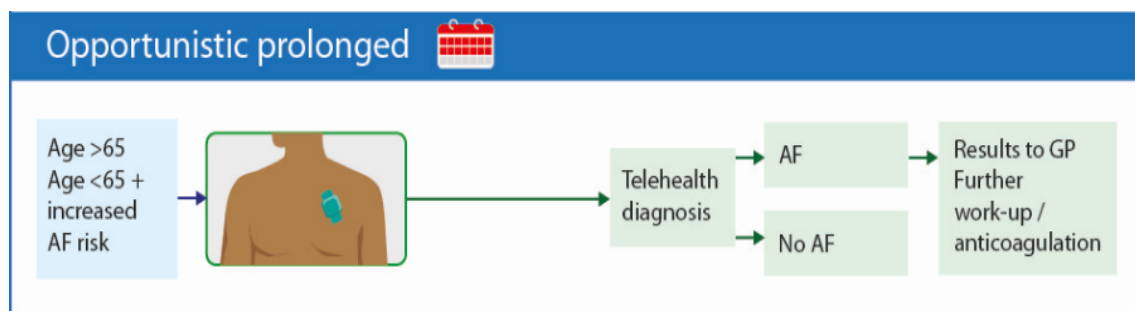 Opportunistic prolonged
Age >65
Age <65 +
increased
AF risk
Telehealth
diagnosis
AF
No AF
Results to GP
Further
work-up /
anticoagulation